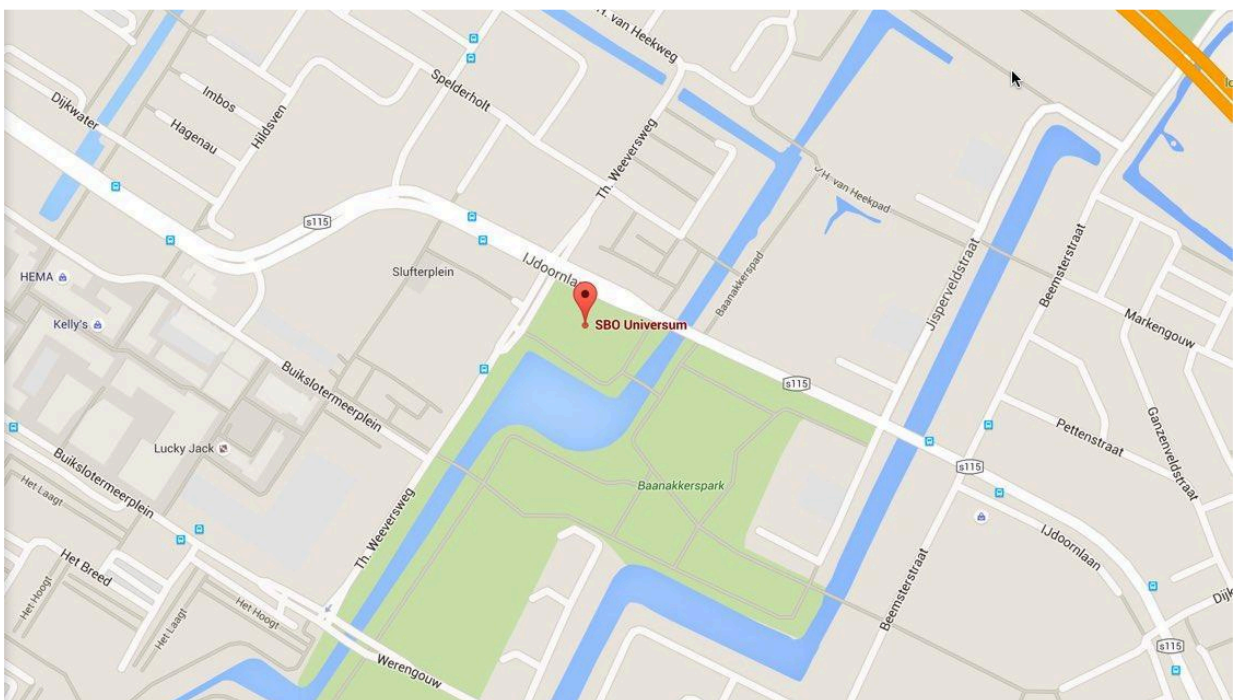 H. van Heekweg
Spelderholt
Imbos
Dijkwater
Hagenau
Hildsven
Th. Weeversweg
J.H. van Heekpad
s115
IJdoornla
Slufterplein
Baanakkerspad
Jisperveldstraat
Beemsterstraat
HEMA
Kelly's
SBO Universum
Markengouw
Buikslotermeerplein
s115
Pettenstraat
Ganzenveldstraat
Lucky Jack
Buikslotermeerplein
s115
Baanakkerspark
Het Laagt
Th. Weeversweg
IJdoornlaan
Het Breed
Beemsterstraat
Het Hoogt
Het Laagt
Het Hoogt
Dijk
s115
Werengouw